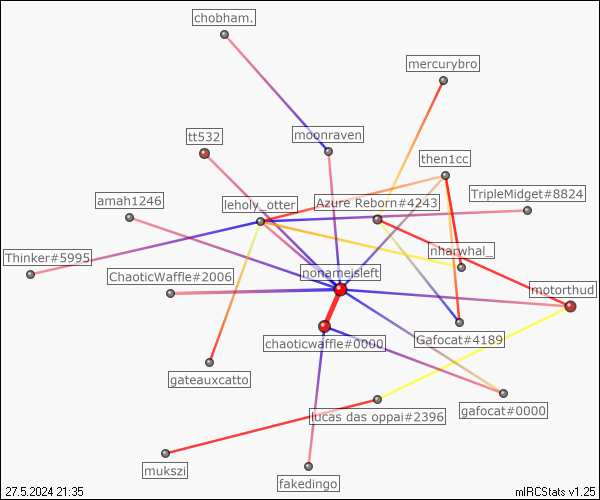 chobham.
mercurybro
tt532
moonraven
then1cc
amah1246
leholy_otter
Azure Reborn#4243
TripleMidget#8824
Thinker#5995
ChaoticWaffle#2006
nharwhal_
nonameisleft
motorthud
chaoticwaffle#0000
Gafocat#4189
gateauxcatto
lucas das oppai#2396
gafocat#0000
mukszi
fakedingo
27.5.2024 21:35
mIRCStats v1.25